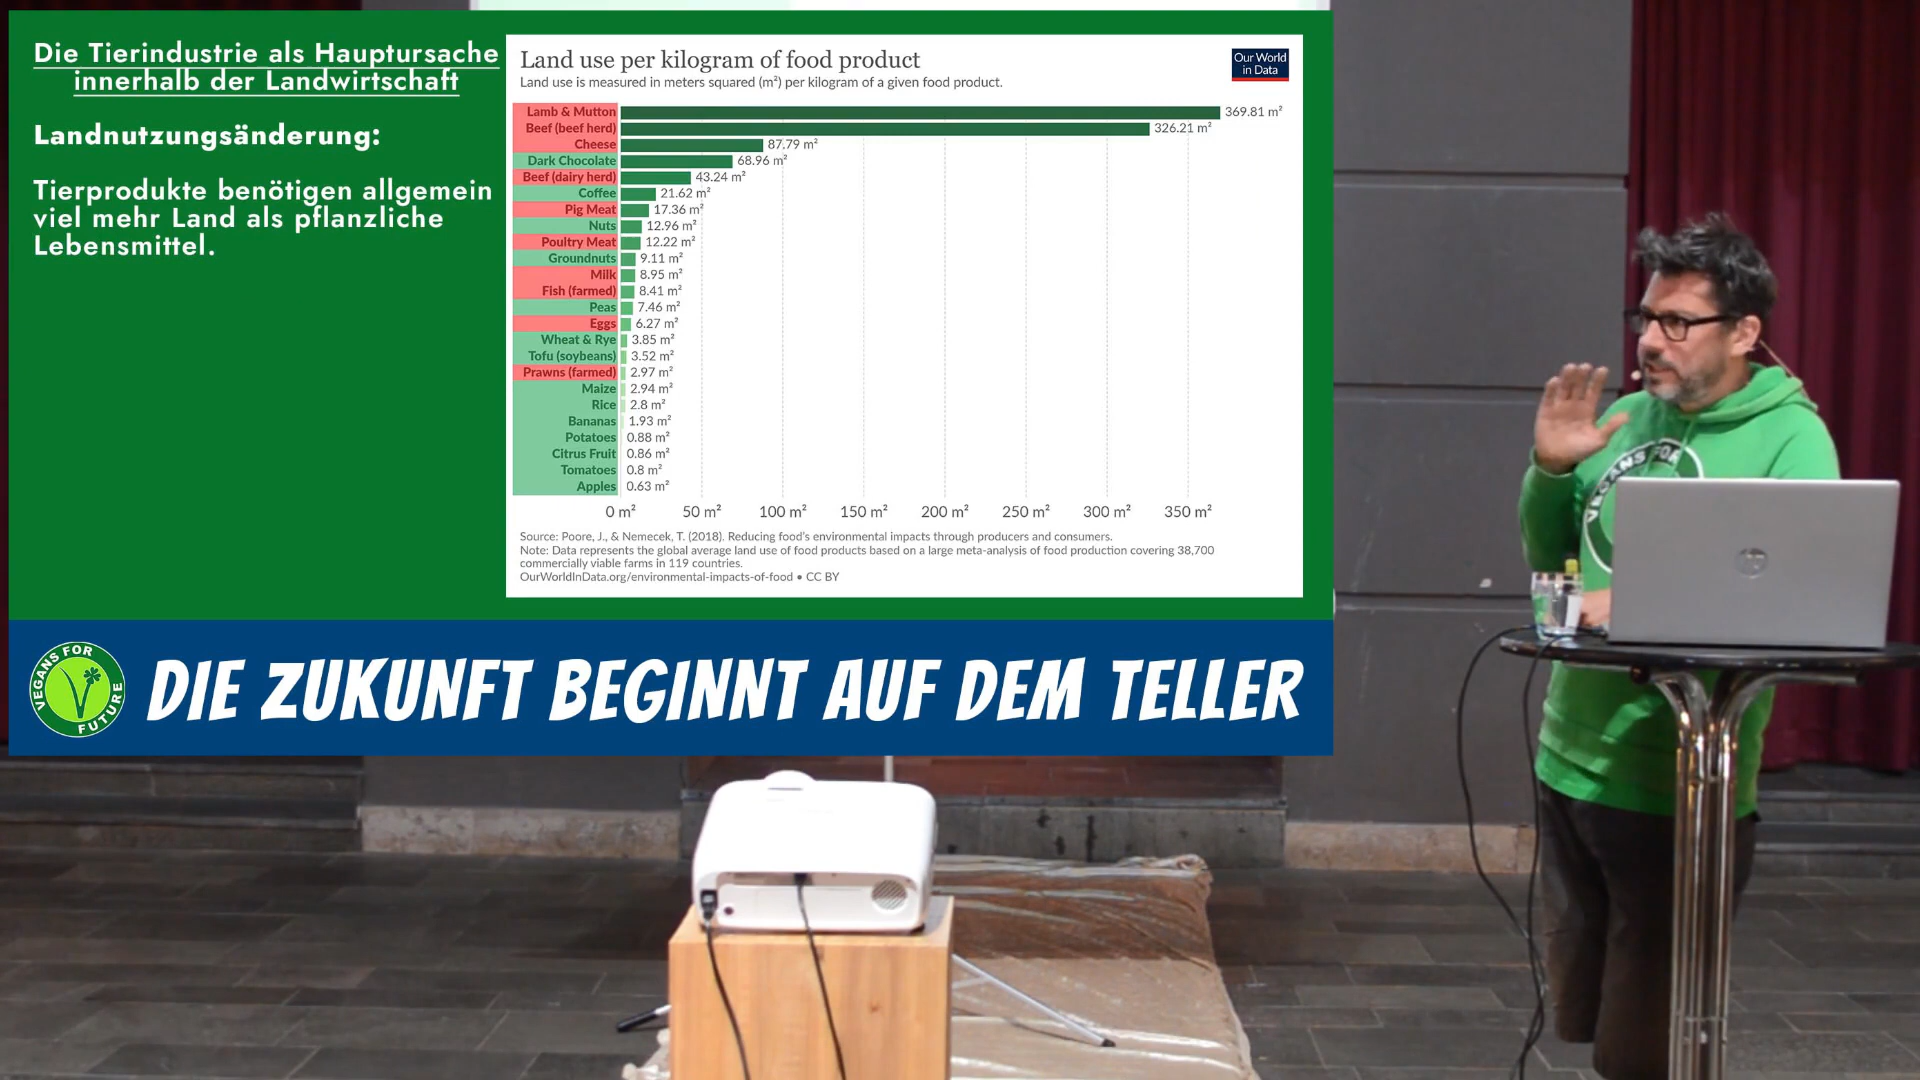 Die Tierindustrie als Hauptursache
innerhalb der Landwirtschaft
Landnutzungsänderung:
Tierprodukte benötigen allgemein
viel mehr Land als pflanzliche
Lebensmittel.
Land use per kilogram of food product
Land use is measured in meters squared (m²) per kilogram of a given food product.
Our World
in Data
Lamb & Mutton 369.81 m²
Beef (beef herd) 326.21 m²
Cheese 87.79 m²
Dark Chocolate 68.96 m²
Beef (dairy herd) 43.24 m²
Coffee 21.62 m²
Pig Meat 17.36 m²
Nuts 12.96 m²
Poultry Meat 12.22 m²
Groundnuts 9.11 m²
Milk 8.95 m²
Fish (farmed) 8.41 m²
Peas 7.46 m²
Eggs 6.27 m²
Wheat & Rye 3.85 m²
Tofu (soybeans) 3.52 m²
Prawns (farmed) 2.97 m²
Maize 2.94 m²
Rice 2.8 m²
Bananas 1.93 m²
Potatoes 0.88 m²
Citrus Fruit 0.86 m²
Tomatoes 0.8 m²
Apples 0.63 m²
0 m² 50 m² 100 m² 150 m² 200 m² 250 m² 300 m² 350 m²
Source: Poore, J., & Nemecek, T. (2018). Reducing food's environmental impacts through producers and consumers.
Note: Data represents the global average land use of food products based on a large meta-analysis of food production covering 38,700
commercially viable farms in 119 countries.
OurWorldInData.org/environmental-impacts-of-food • CC BY
VEGANS FOR
FUTURE
DIE ZUKUNFT BEGINNT AUF DEM TELLER
VEGANS FOR
hp